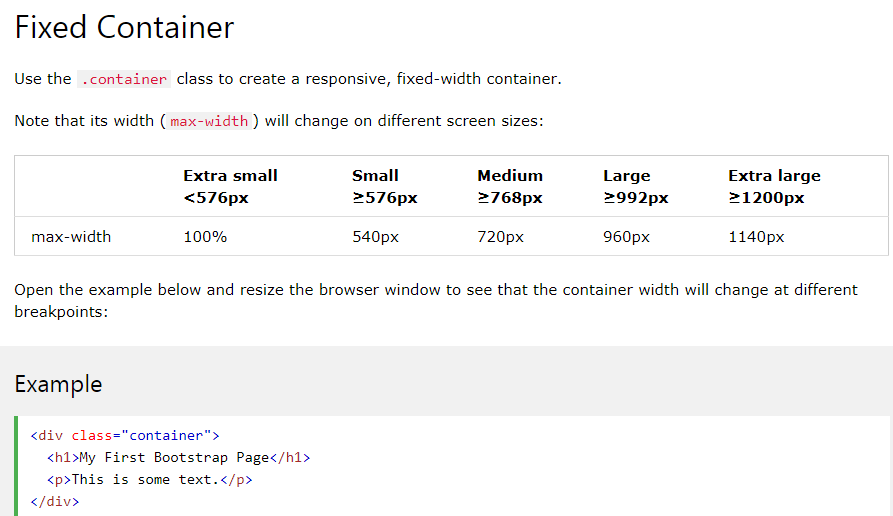 Fixed Container
Use the .container class to create a responsive, fixed-width container.
Note that its width (max-width) will change on different screen sizes:
Extra small Small Medium Large Extra large
<576px ≥576px ≥768px ≥992px ≥1200px
max-width 100% 540px 720px 960px 1140px
Open the example below and resize the browser window to see that the container width will change at different
breakpoints:
Example
<div class="container">
<h1>My First Bootstrap Page</h1>
<p>This is some text.</p>
</div>